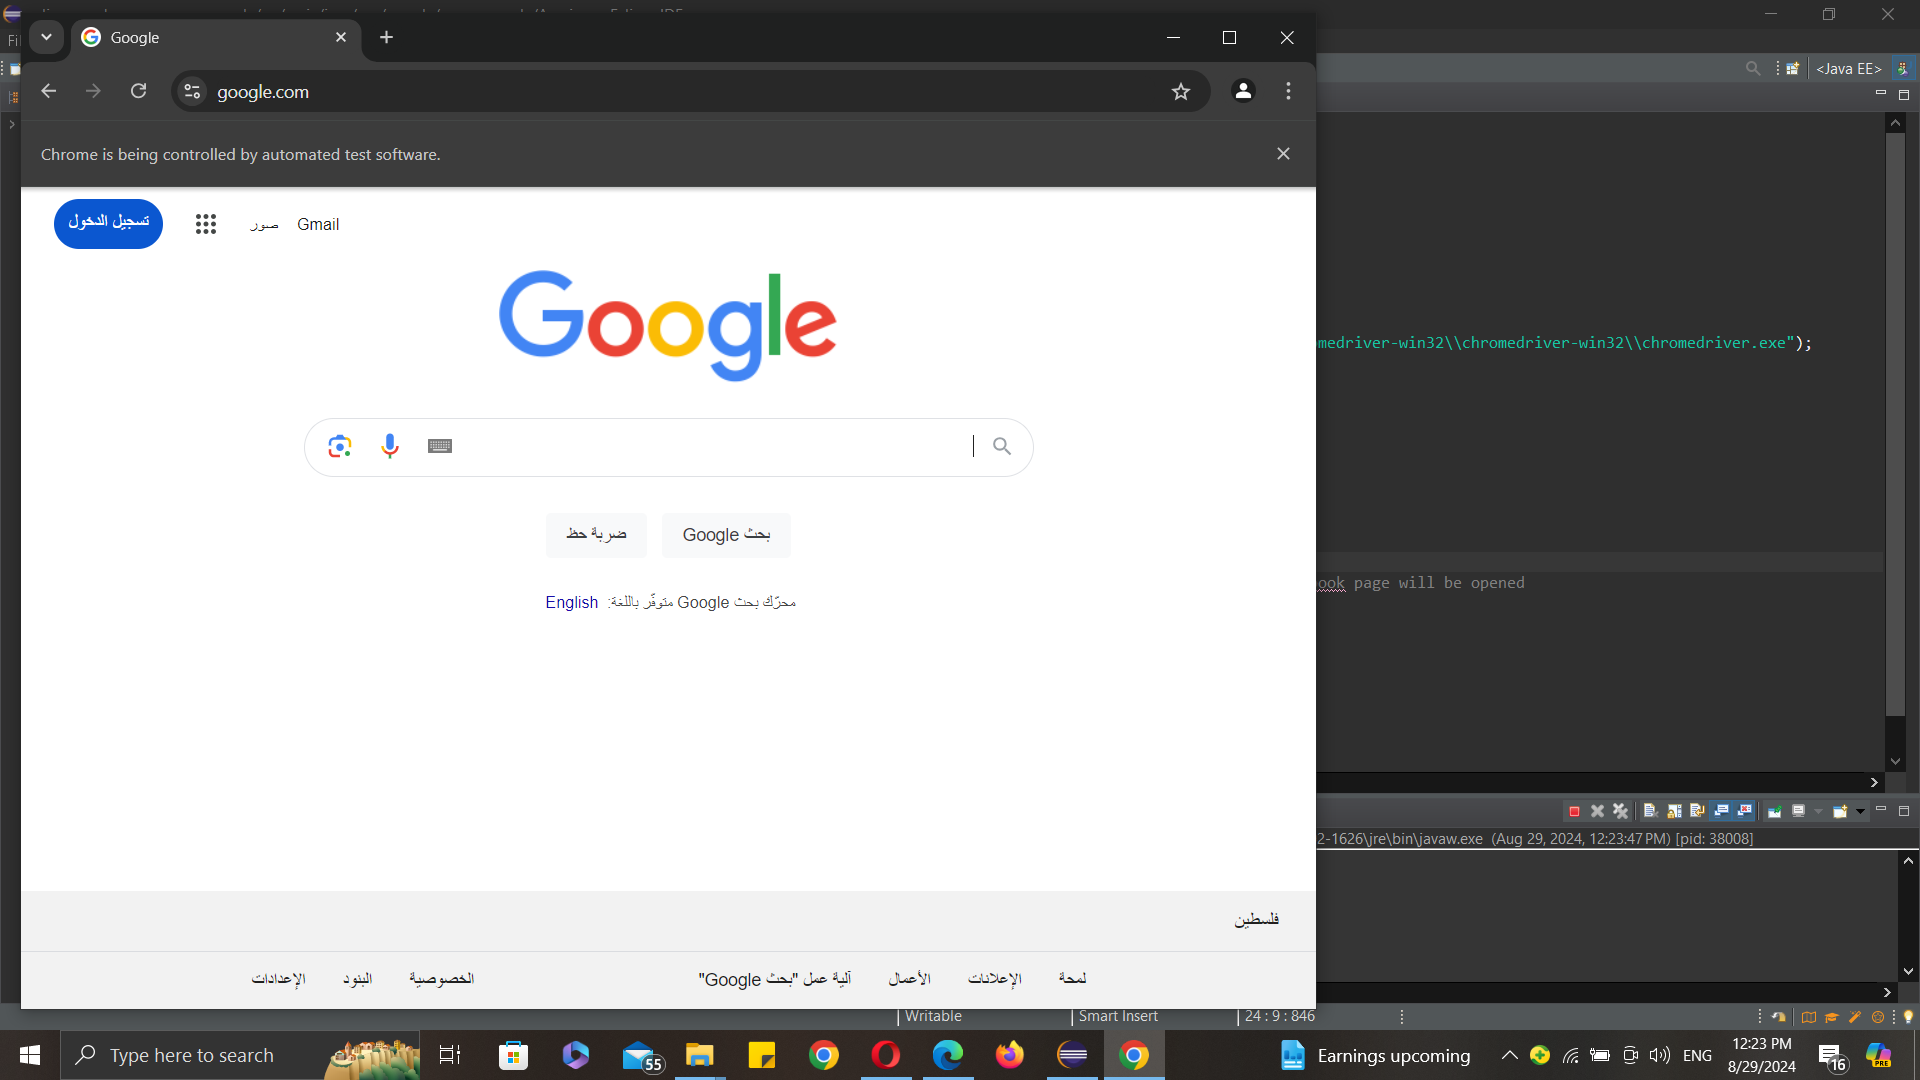 Google
google.com
<Java EE>
Chrome is being controlled by automated test software.
تسجيل الدخول
صور
Gmail
Google
medriver-win32\\chromedriver-win32\\chromedriver.exe");
بحث Google
ضربة حظ
ook page will be opened
محرّك بحث Google متوفّر باللغة: English
2-1626\jre\bin\javaw.exe (Aug 29, 2024, 12:23:47 PM) [pid: 38008]
فلسطين
لمحة
الإعلانات
الأعمال
آلية عمل "بحث Google"
الخصوصية
البنود
الإعدادات
Writable
Smart Insert
24 : 9 : 846
Type here to search
55
Earnings upcoming
ENG
12:23 PM
8/29/2024
16
PRE